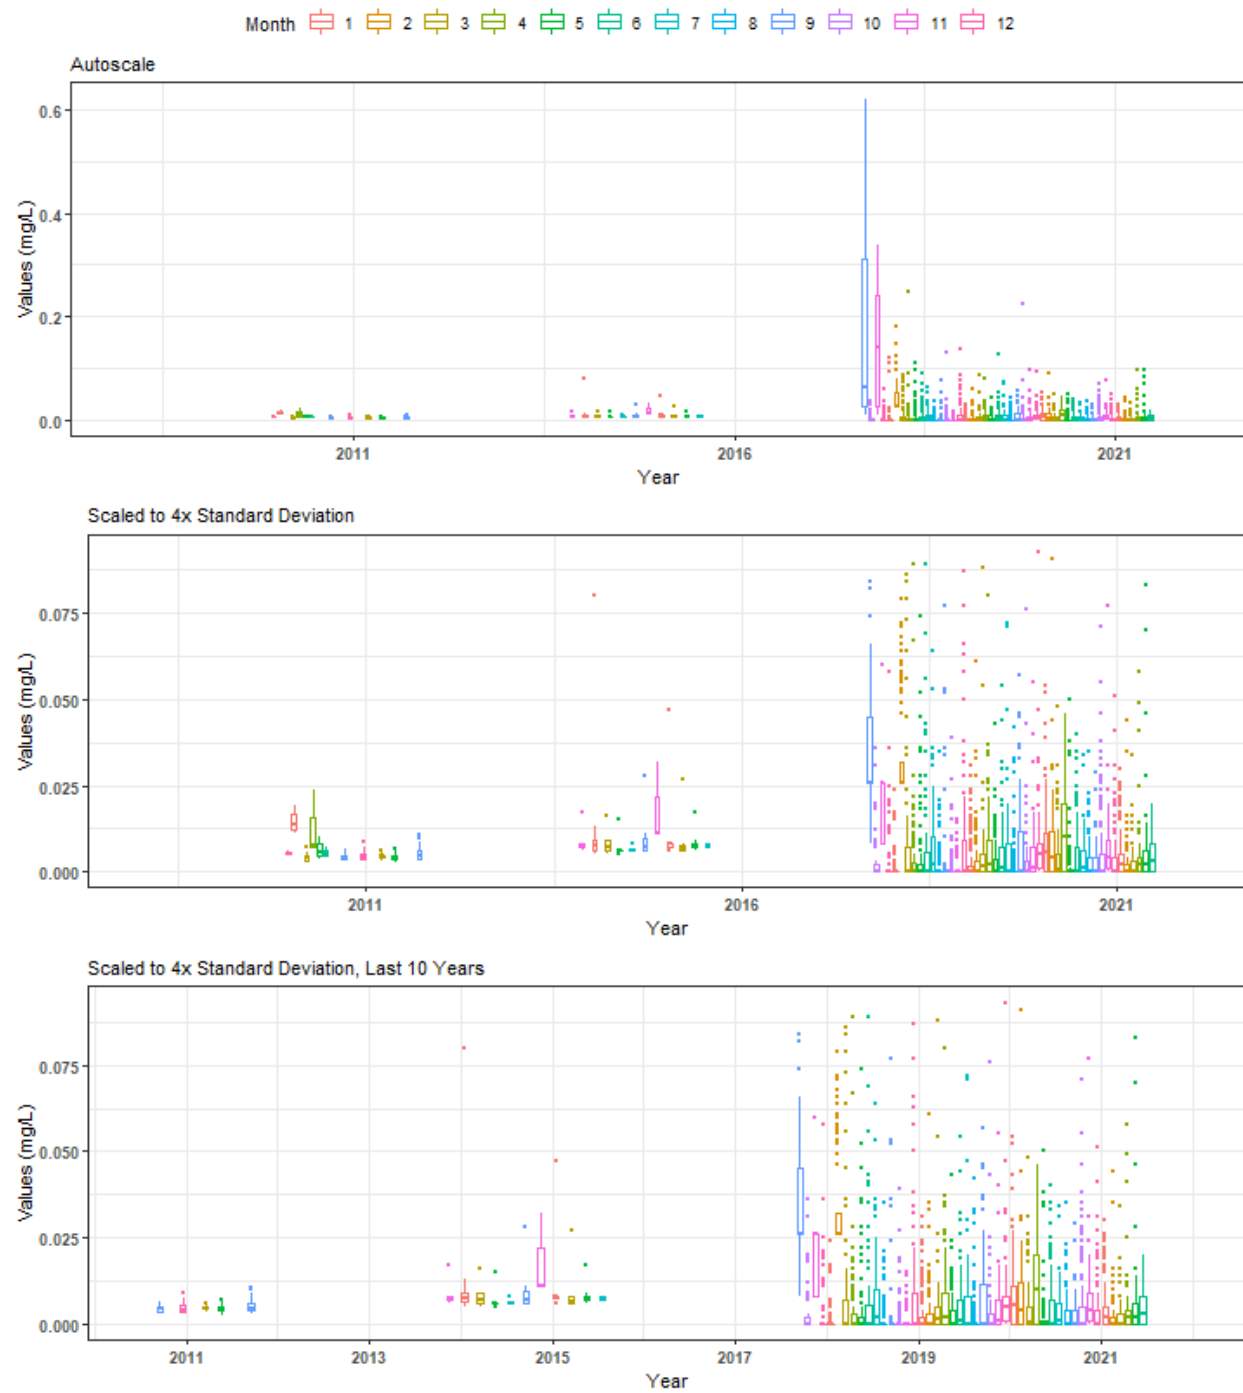 Month 1 2 3 4 5 6 7 8 9 10 11 12
Autoscale
Values (mg/L)
0.6
0.4
0.2
0.0
2011 2016 2021
Year
Scaled to 4x Standard Deviation
Values (mg/L)
0.075
0.050
0.025
0.000
2011 2016 2021
Year
Scaled to 4x Standard Deviation, Last 10 Years
Values (mg/L)
0.075
0.050
0.025
0.000
2011 2013 2015 2017 2019 2021
Year